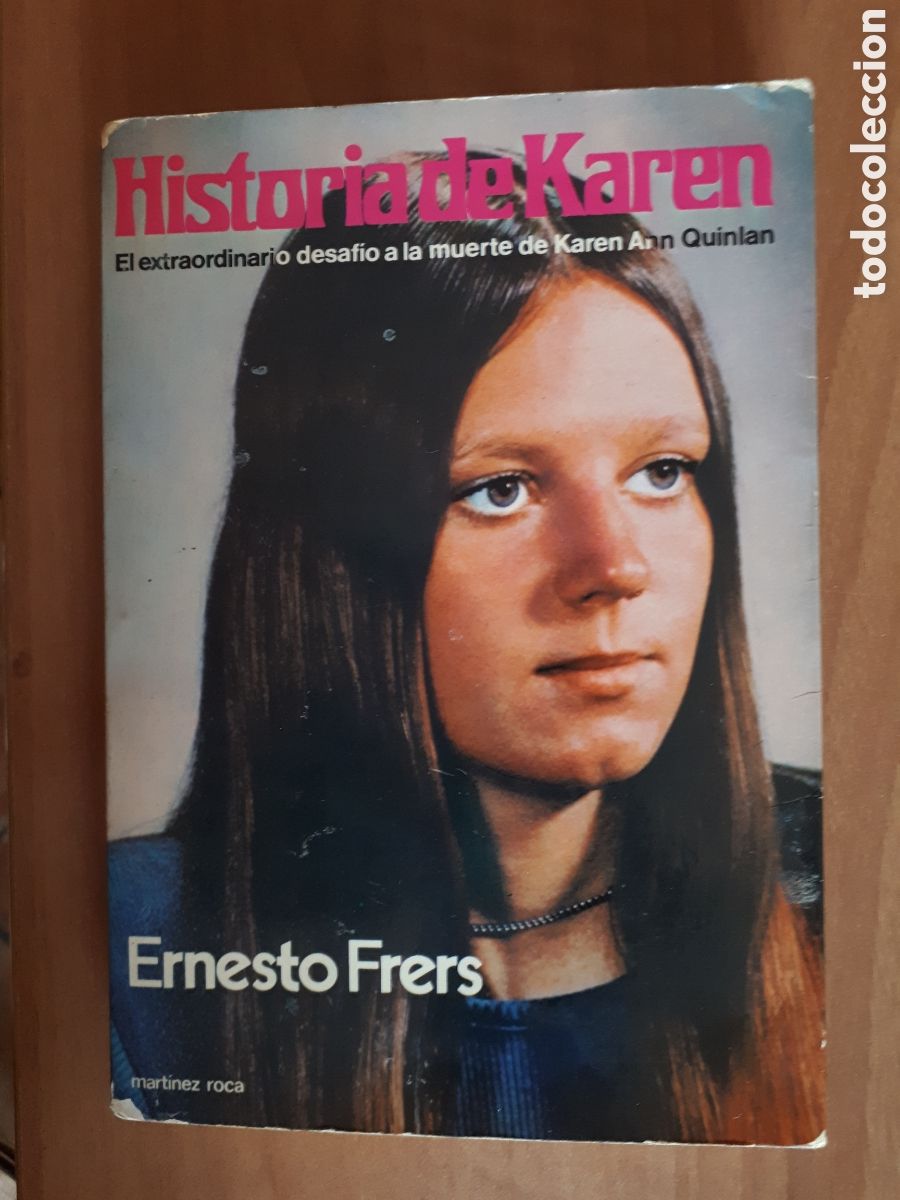 Historia de Karen
El extraordinario desafío a la muerte de Karen Ann Quinlan
Ernesto Frers
martínez roca
todocoleccion